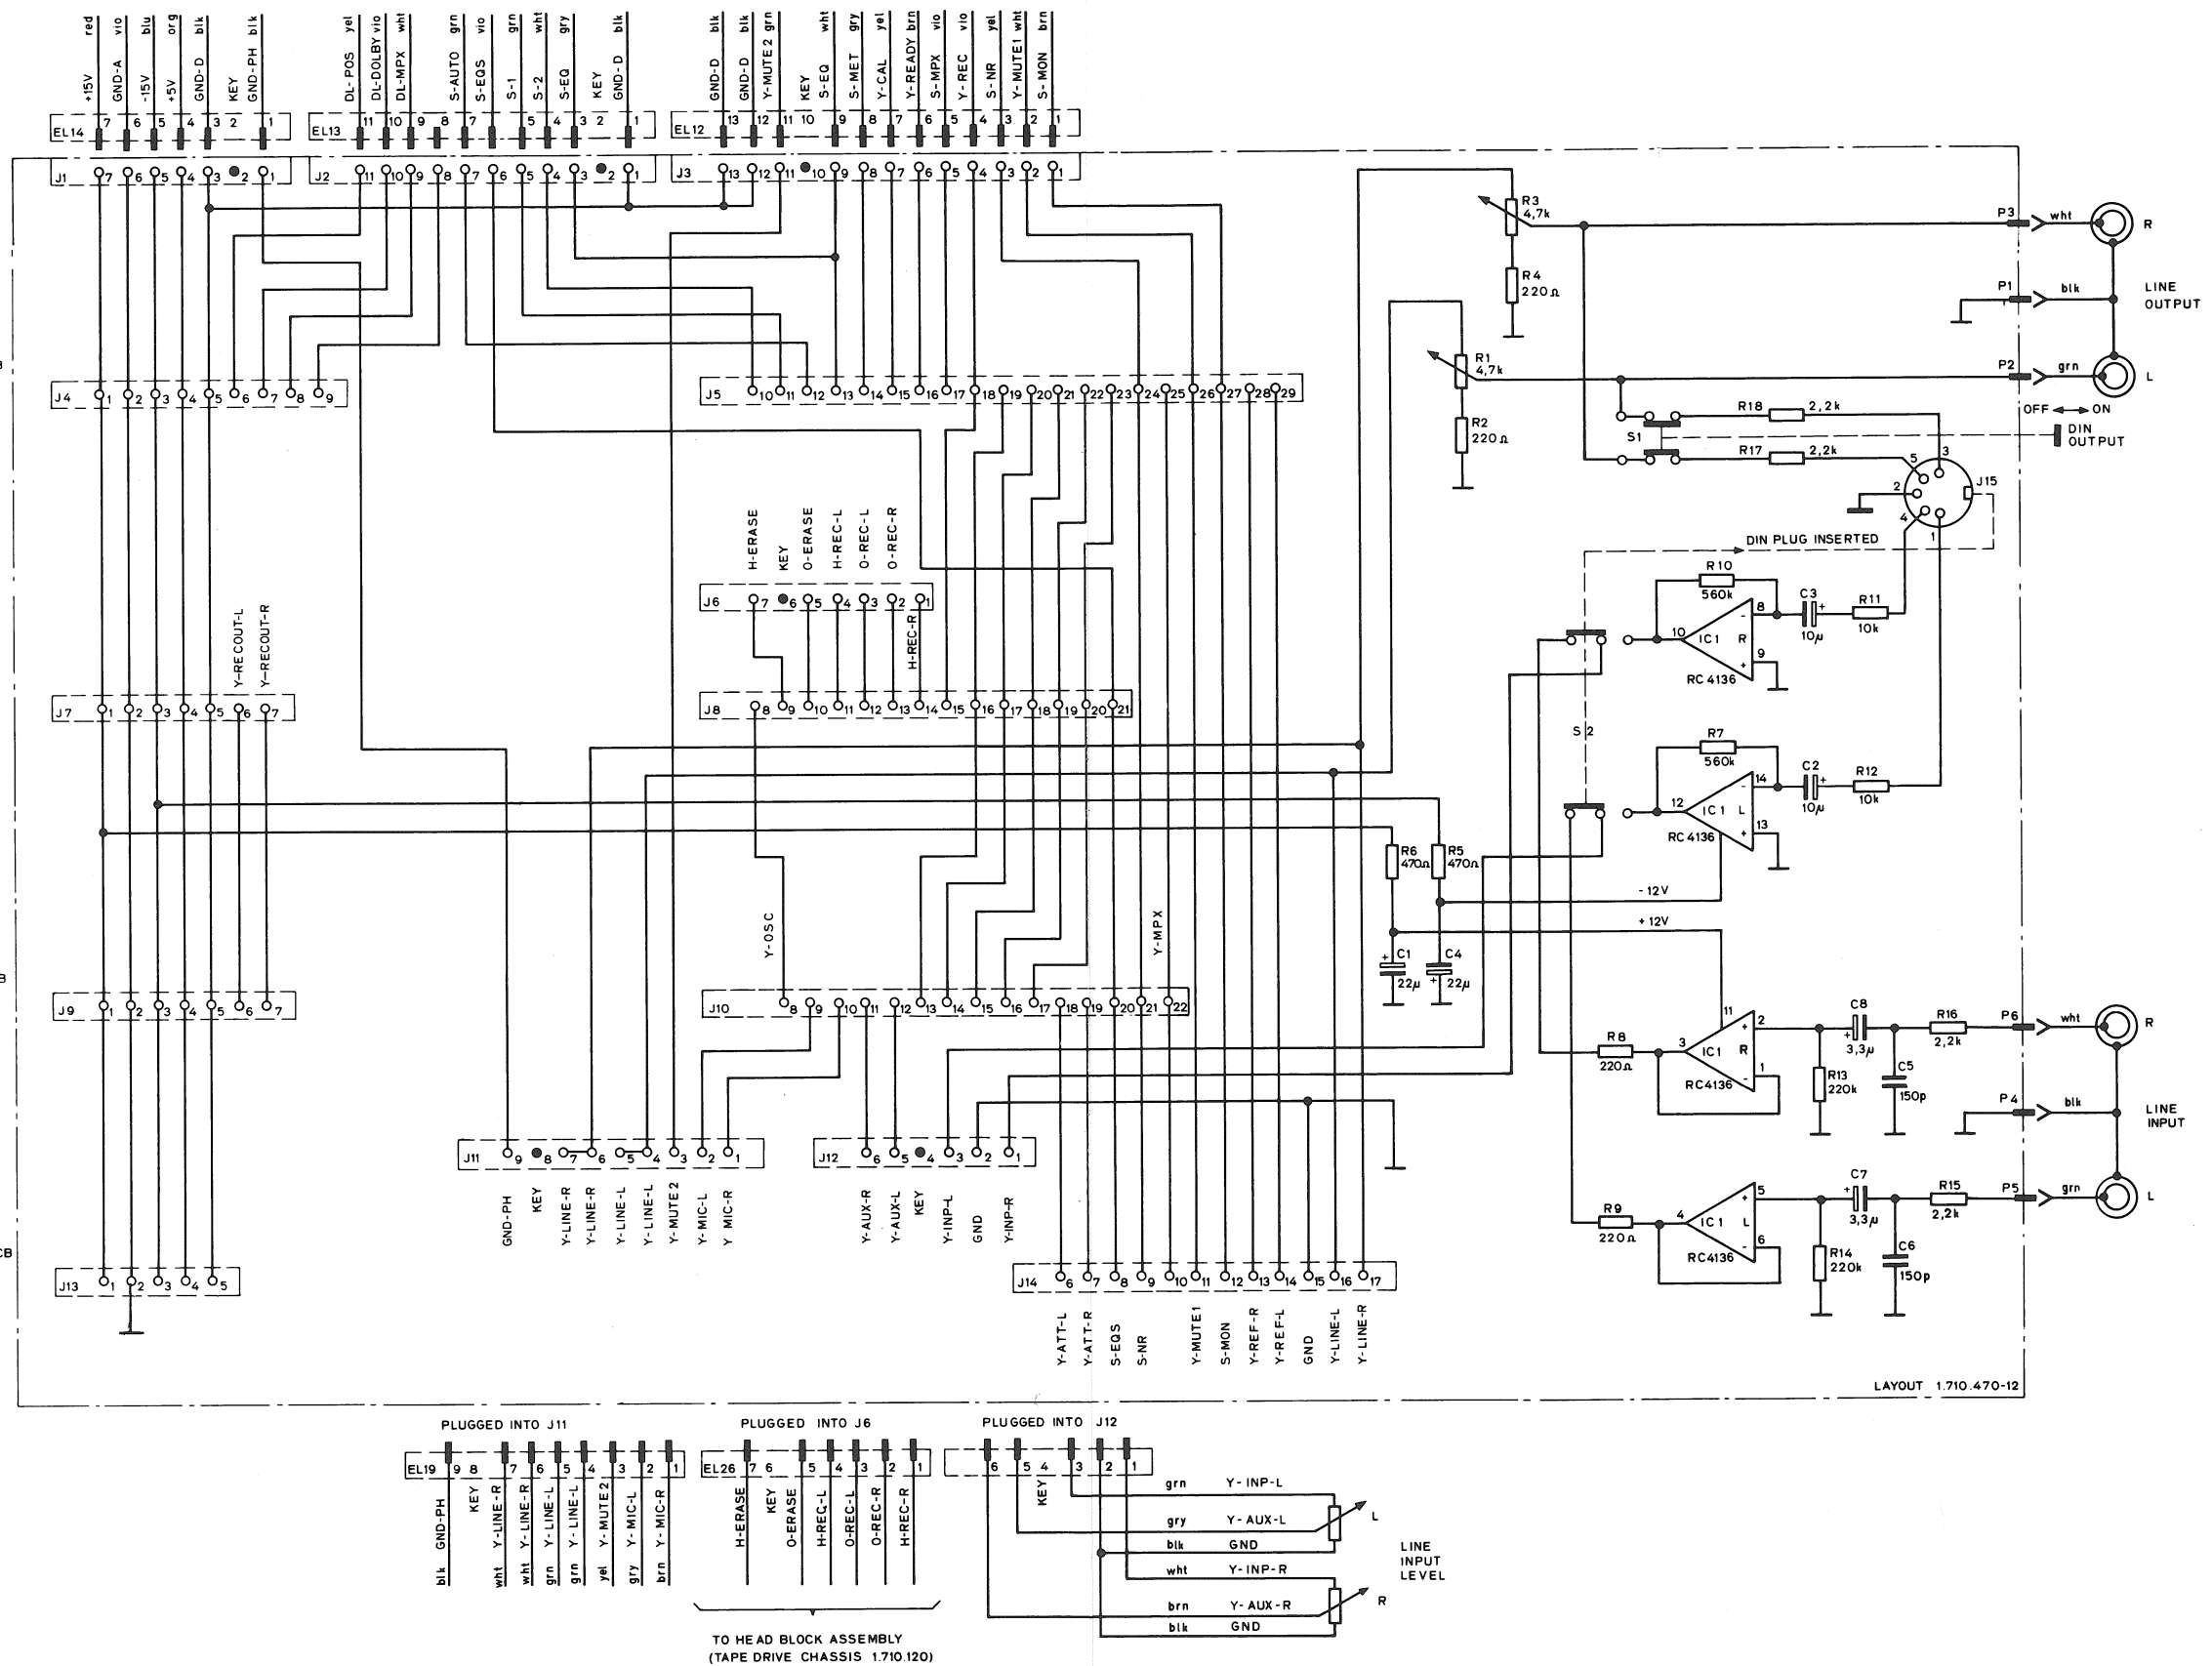 red vio blu org blk blk
+15V GND-A -15V +5V GND-D KEY GND-PH
EL14 7 6 5 4 3 2 1
yel vio wht grn vio grn wht gry blk
DL-POS DL-DOLBY DL-MPX S-AUTO S-EQS S-1 S-2 S-EQ KEY GND-D
EL13 11 10 9 8 7 5 4 3 2 1
blk blk grn wht gry yel brn vio vio yel wht brn
GND-D GND-D Y-MUTE 2 KEY S-EQ S-MET Y-CAL Y-READY S-MPX Y-REC S-NR Y-MUTE1 S-MON
EL12 13 12 11 10 9 8 7 6 5 4 3 2 1
J1 7 6 5 4 3 2 1
J2 11 10 9 8 7 6 5 4 3 2 1
J3 13 12 11 10 9 8 7 6 5 4 3 2 1
R3
4,7k
R4
220Ω
P3 wht R
P1 blk
LINE
OUTPUT
R1
4,7k
P2 grn L
R2
220Ω
OFF ON
DIN
OUTPUT
R18 2,2k
S1
R17 2,2k
5 3 2 4 1
J15
DIN PLUG INSERTED
J4 1 2 3 4 5 6 7 8 9
J5 10 11 12 13 14 15 16 17 18 19 20 21 22 23 24 25 26 27 28 29
H-ERASE KEY O-ERASE H-REC-L O-REC-L O-REC-R
J6 7 6 5 4 3 2 1
H-REC-R
R10
560k
10 IC1 R 8 - 9 +
RC 4136
C3 +
10µ
R11
10k
Y-RECOUT-L Y-RECOUT-R
J7 1 2 3 4 5 6 7
J8 8 9 10 11 12 13 14 15 16 17 18 19 20 21
S 2
R7
560k
12 IC1 L 14 - 13 +
RC 4136
C2 +
10µ
R12
10k
R6
470Ω
R5
470Ω
- 12V
+ 12V
+ C1
22µ
C4
+ 22µ
Y-OSC
Y-MPX
J9 1 2 3 4 5 6 7
J10 8 9 10 11 12 13 14 15 16 17 18 19 20 21 22
R8
220Ω
3 IC1 R 11 + 2 - 1
RC4136
C8
+
3,3µ
R13
220k
C5
150p
R16
2,2k
P6 wht R
P4 blk
LINE
INPUT
R9
220Ω
4 IC1 L + 5 - 6
RC4136
C7
+
3,3µ
R14
220k
C6
150p
R15
2,2k
P5 grn L
J11 9 8 7 6 5 4 3 2 1
GND-PH KEY Y-LINE-R Y-LINE-R Y-LINE-L Y-LINE-L Y-MUTE2 Y MIC-L Y MIC-R
J12 6 5 4 3 2 1
Y-AUX-R Y-AUX-L KEY Y-INP-L GND Y-INP-R
B
B
CB
J13 1 2 3 4 5
J14 6 7 8 9 10 11 12 13 14 15 16 17
Y-ATT-L Y-ATT-R S-EQS S-NR Y-MUTE1 S-MON Y-REF-R Y-REF-L GND Y-LINE-L Y-LINE-R
LAYOUT 1.710.470-12
PLUGGED INTO J11
EL19 9 8 7 6 5 4 3 2 1
GND-PH KEY Y-LINE-R Y-LINE-R Y-LINE-L Y-LINE-L Y-MUTE2 Y-MIC-L Y-MIC-R
blk wht wht grn grn yel gry brn
PLUGGED INTO J6
EL26 7 6 5 4 3 2 1
H-ERASE KEY O-ERASE H-REC-L O-REC-L O-REC-R H-REC-R
TO HEAD BLOCK ASSEMBLY
(TAPE DRIVE CHASSIS 1.710.120)
PLUGGED INTO J12
6 5 4 3 2 1
KEY
grn Y-INP-L
gry Y-AUX-L L
blk GND
wht Y-INP-R
brn Y-AUX-R R
blk GND
LINE
INPUT
LEVEL